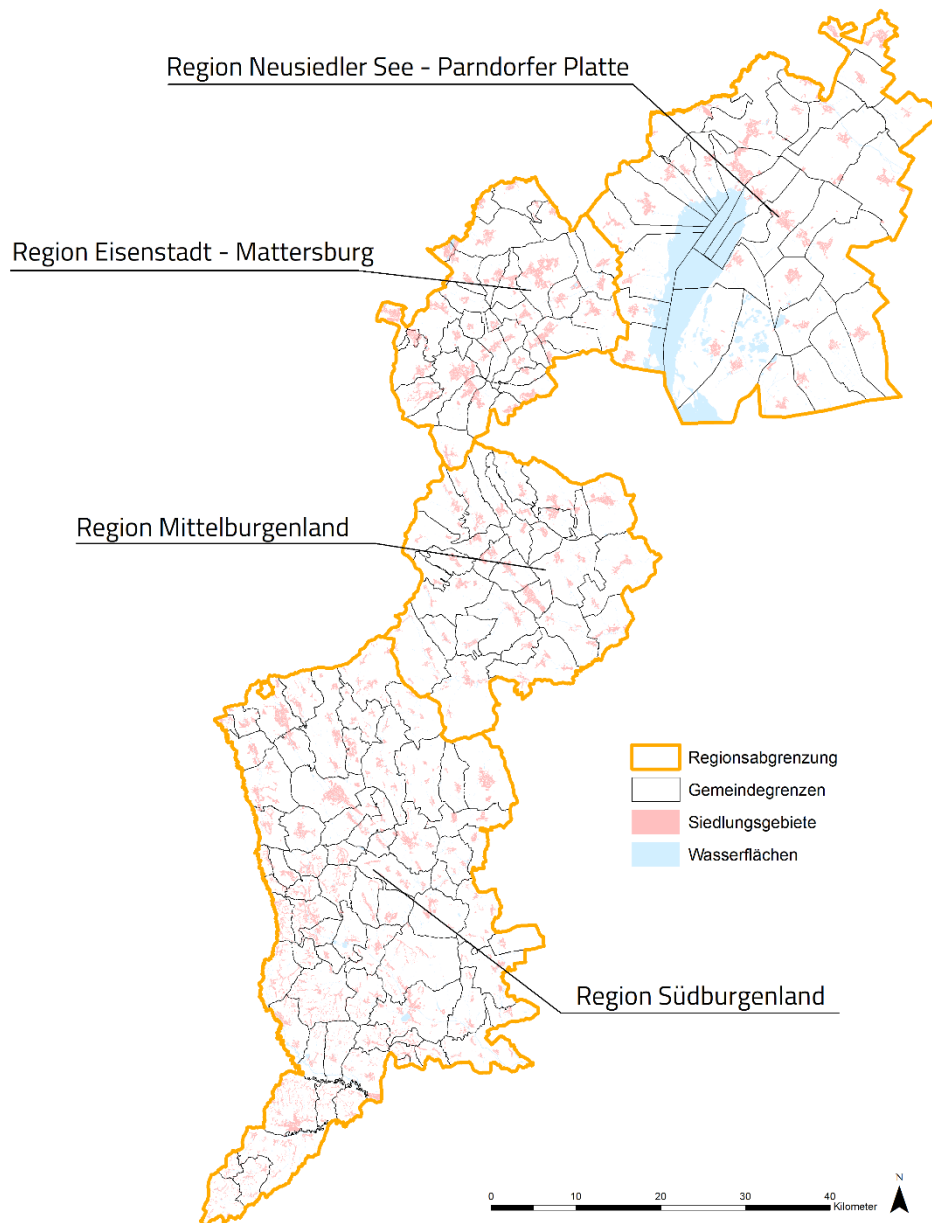 Region Neusiedler See - Parndorfer Platte
Region Eisenstadt - Mattersburg
Region Mittelburgenland
Regionsabgrenzung
Gemeindegrenzen
Siedlungsgebiete
Wasserflächen
Region Südburgenland
N
0 10 20 30 40
Kilometer